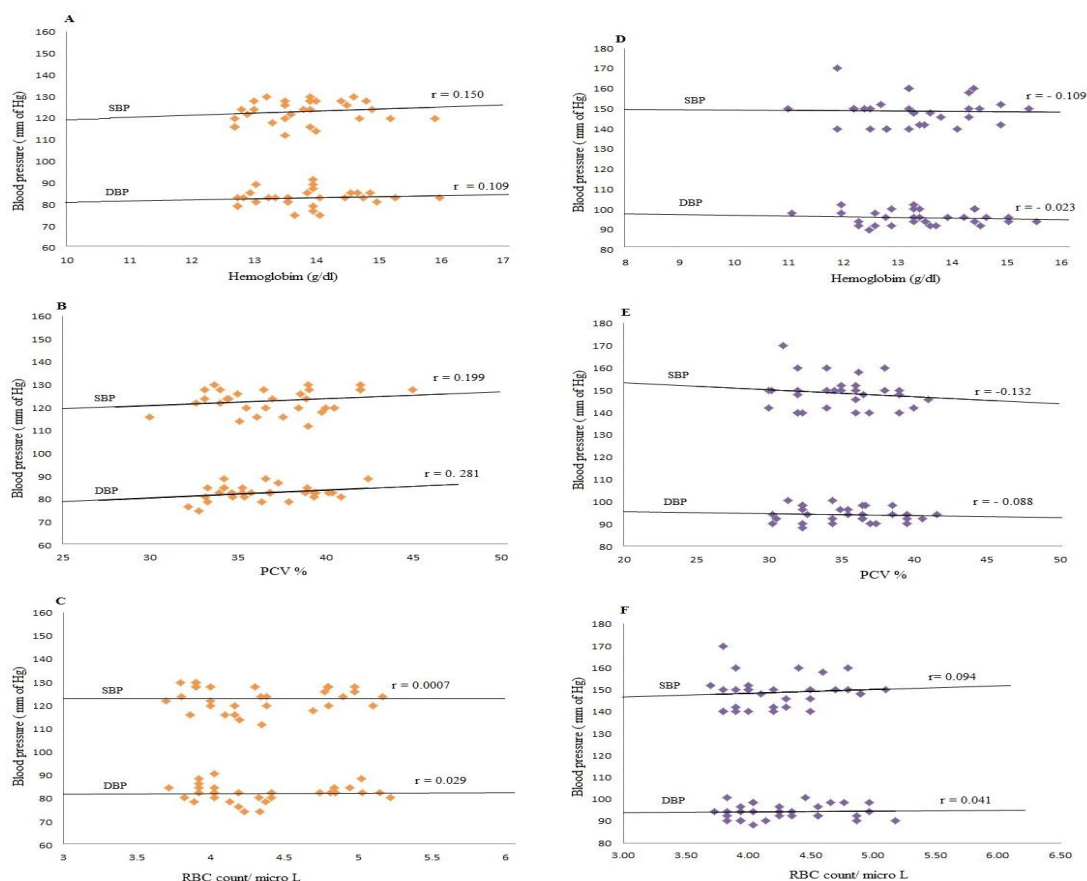 A
Blood pressure ( mm of Hg)
160
150
140
130
120
110
100
90
80
70
60
SBP
r = 0.150
DBP
r = 0.109
10
11
12
13
14
15
16
17
Hemoglobim (g/dl)
D
Blood pressure ( mm of Hg)
180
170
160
150
140
130
120
110
100
90
80
SBP
r = - 0.109
DBP
r = - 0.023
8
9
10
11
12
13
14
15
16
Hemoglobim (g/dl)
B
Blood pressure ( mm of Hg)
160
150
140
130
120
110
100
90
80
70
60
SBP
r = 0.199
DBP
r = 0. 281
25
30
35
40
45
50
PCV %
E
Blood pressure ( mm of Hg)
180
170
160
150
140
130
120
110
100
90
80
SBP
r = -0.132
DBP
r = - 0.088
20
25
30
35
40
45
50
PCV %
C
Blood pressure ( mm of Hg)
160
150
140
130
120
110
100
90
80
70
60
SBP
r = 0.0007
DBP
r = 0.029
3
4
4.5
5
5.5
6
RBC count/ micro L
F
Blood pressure ( mm of Hg)
180
170
160
150
140
130
120
110
100
90
80
SBP
r= 0.094
DBP
r = 0.041
3.00
3.50
4.00
4.50
5.00
5.50
6.00
6.50
RBC count/ micro L